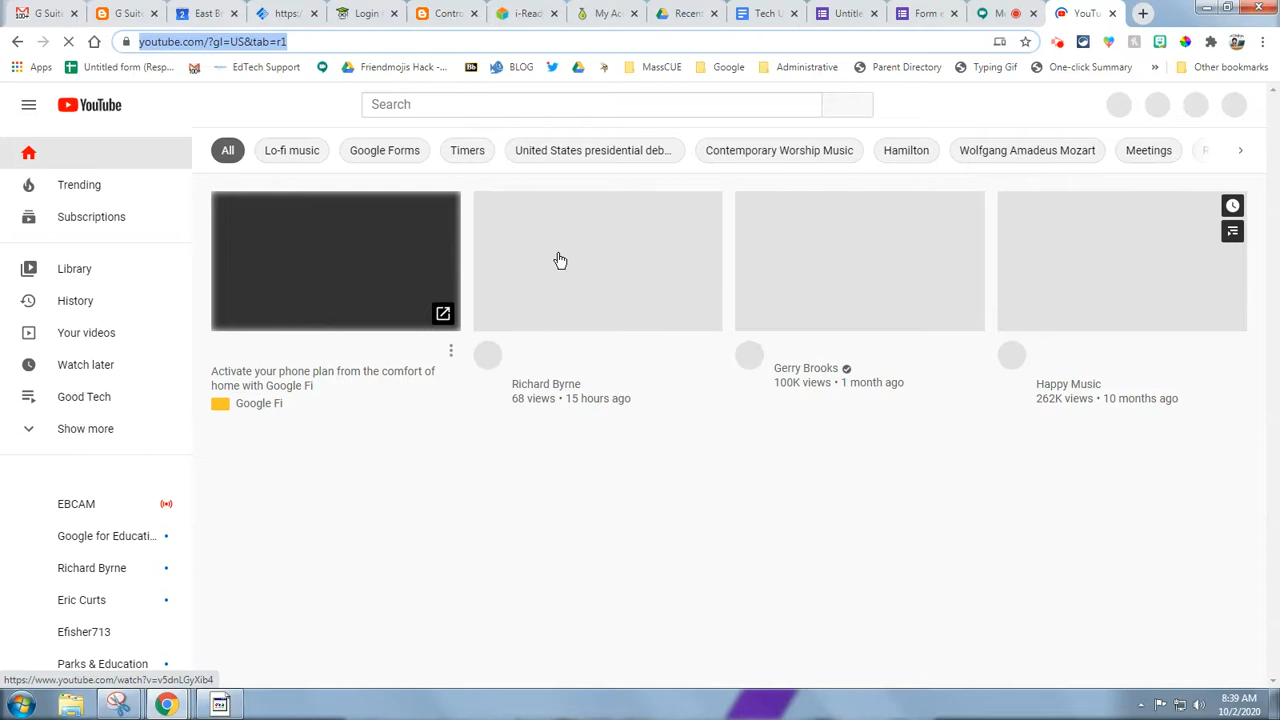 G Suite
G Suite
East B
https:/
Login
Contro
i-Rea
My Ac
Recen
Tech U
Untitle
Form e
M
YouTu
youtube.com/?gl=US&tab=r1
Apps
Untitled form (Resp...
EdTech Support
Friendmojis Hack -...
Bb
BLOG
MassCUE
Google
Administrative
Parent Directory
Typing Gif
One-click Summary
»
Other bookmarks
YouTube
Search
All
Lo-fi music
Google Forms
Timers
United States presidential deb...
Contemporary Worship Music
Hamilton
Wolfgang Amadeus Mozart
Meetings
Trending
Subscriptions
Library
History
Your videos
Watch later
Good Tech
Show more
Activate your phone plan from the comfort of
home with Google Fi
Google Fi
Richard Byrne
68 views • 15 hours ago
Gerry Brooks
100K views • 1 month ago
Happy Music
262K views • 10 months ago
EBCAM
Google for Educati...
Richard Byrne
Eric Curts
Efisher713
Parks & Education
https://www.youtube.com/watch?v=v5dnLGyXib4
8:39 AM
10/2/2020